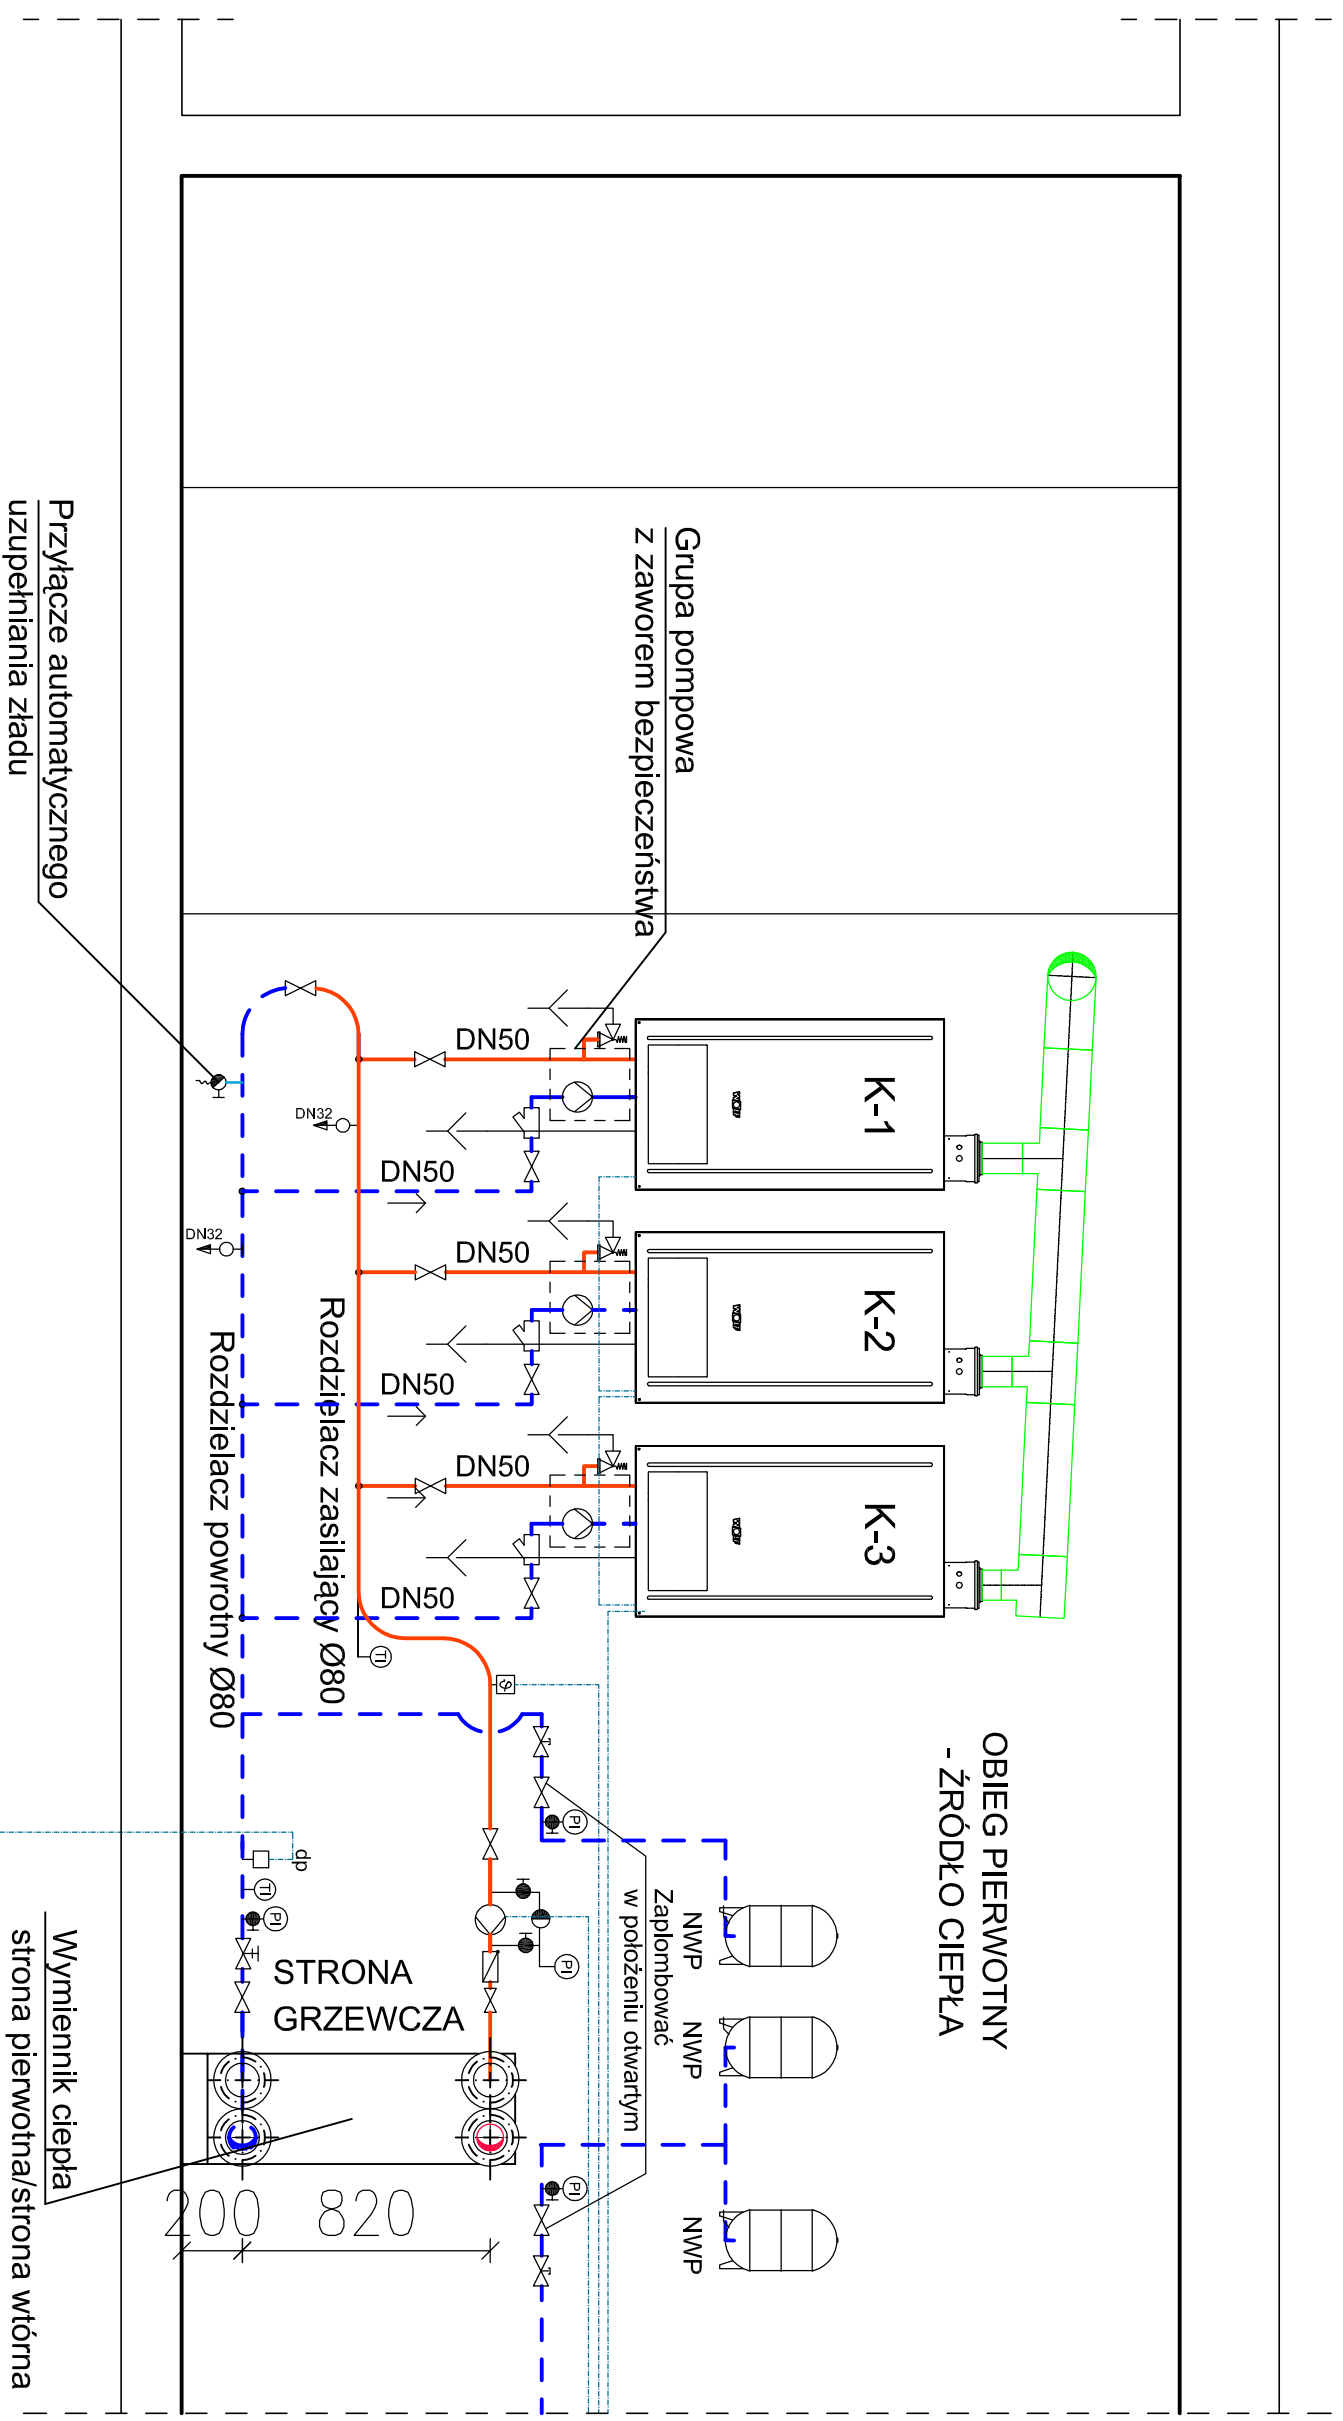 OBIEG PIERWOTNY
- ŹRÓDŁO CIEPŁA
K-1
K-2
K-3
Grupa pompowa
z zaworem bezpieczeństwa
NWP
NWP
NWP
Zaplombować
w położeniu otwartym
PI
PI
DN50
DN50
DN50
DN50
DN50
DN50
PI
TI
DN32
DN32
Rozdzielacz zasilający Ø80
Rozdzielacz powrotny Ø80
dp
TI
PI
STRONA
GRZEWCZA
200
820
Przyłącze automatycznego
uzupełniania zładu
Wymiennik ciepła
strona pierwotna/strona wtórna